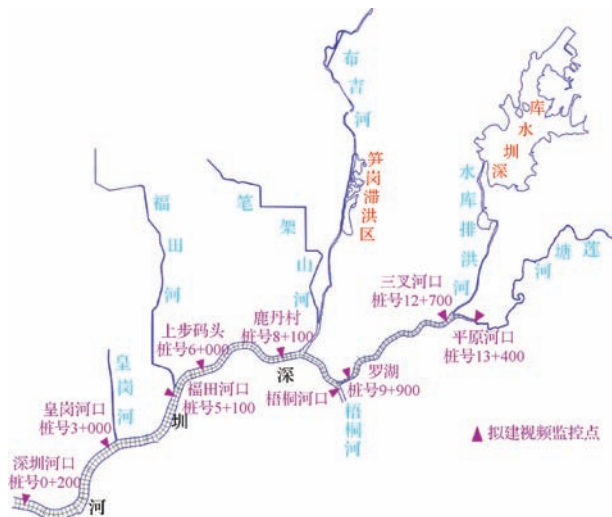 布吉河
笋岗滞洪区
深圳水库
水库排洪河
莲塘河
福田河
笔架山河
三叉河口
桩号12+700
平原河口
桩号13+400
鹿丹村
桩号8+100
上步码头
桩号6+000
罗湖
桩号9+900
梧桐河口
梧桐河
福田河口
桩号5+100
皇岗河
皇岗河口
桩号3+000
深圳河口
桩号0+200
深圳河
拟建视频监控点